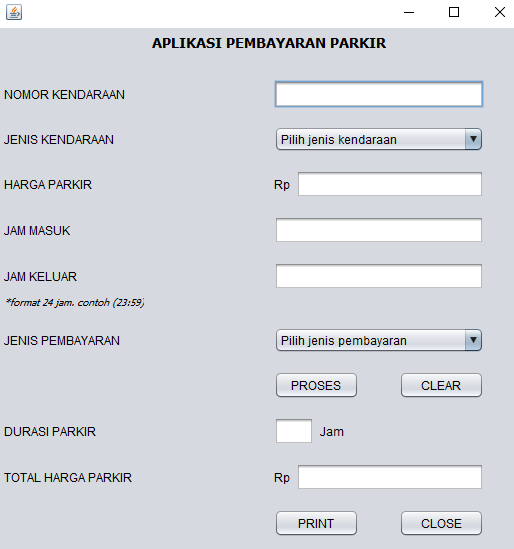 APLIKASI PEMBAYARAN PARKIR
NOMOR KENDARAAN
JENIS KENDARAAN Pilih jenis kendaraan
HARGA PARKIR Rp
JAM MASUK
JAM KELUAR
*format 24 jam. contoh (23:59)
JENIS PEMBAYARAN Pilih jenis pembayaran
PROSES CLEAR
DURASI PARKIR Jam
TOTAL HARGA PARKIR Rp
PRINT CLOSE